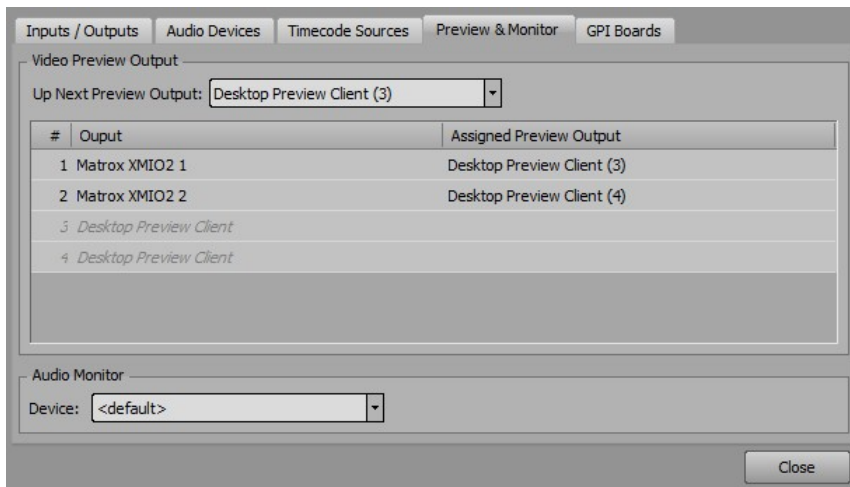 Inputs / Outputs Audio Devices Timecode Sources Preview & Monitor GPI Boards
Video Preview Output
Up Next Preview Output: Desktop Preview Client (3)
# Ouput Assigned Preview Output
1 Matrox XMIO2 1 Desktop Preview Client (3)
2 Matrox XMIO2 2 Desktop Preview Client (4)
3 Desktop Preview Client
4 Desktop Preview Client
Audio Monitor
Device: <default>
Close